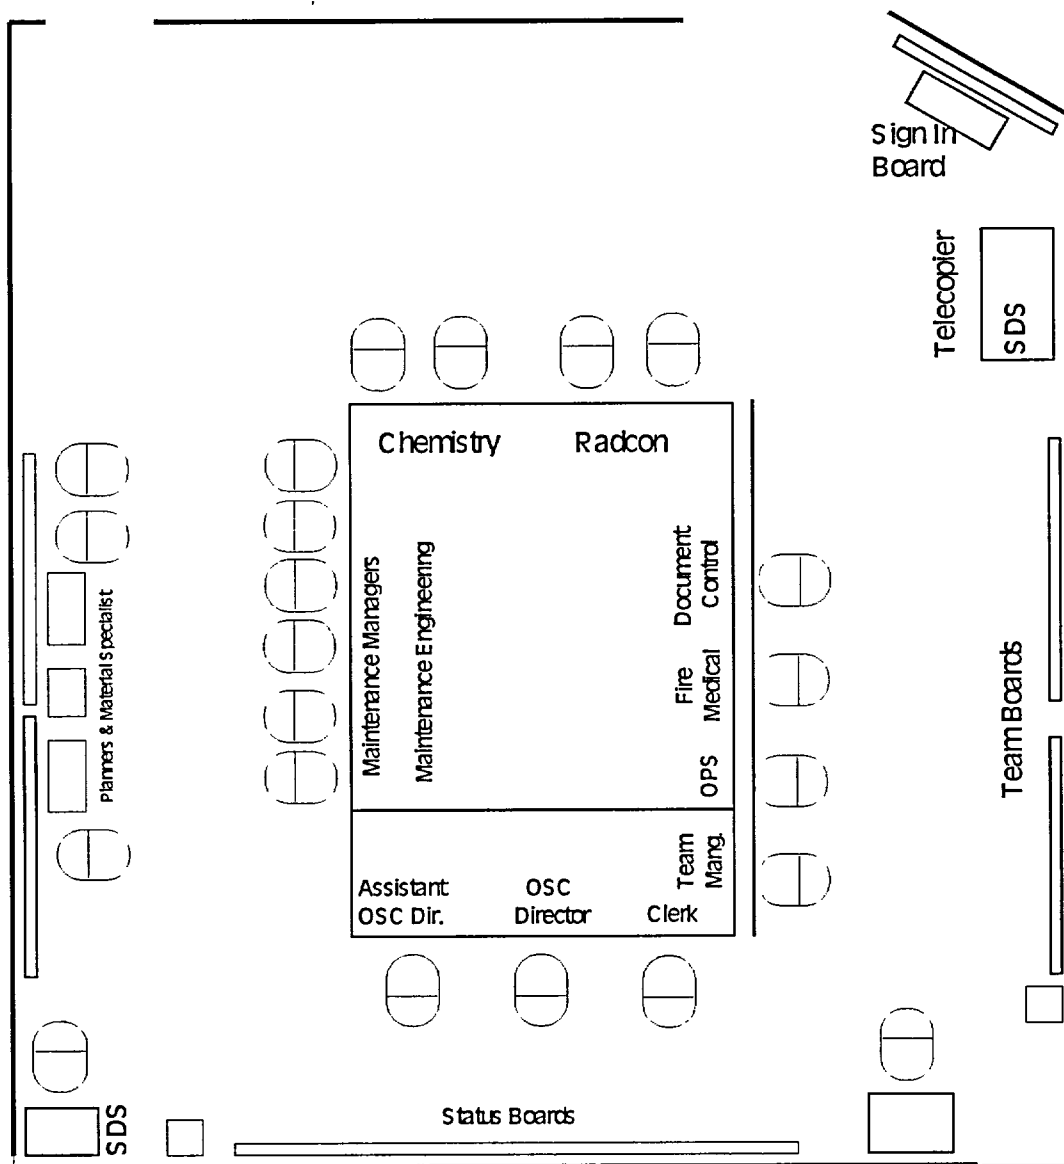 Sign In
Board
Telecopier
SDS
Chemistry
Radcon
Maintenance Managers
Maintenance Engineering
Document
Control
Fire
Medical
OPS
Team
Mang.
Planners & Material Specialist
Team Boards
Assistant
OSC Dir.
OSC
Director
Clerk
SDS
Status Boards